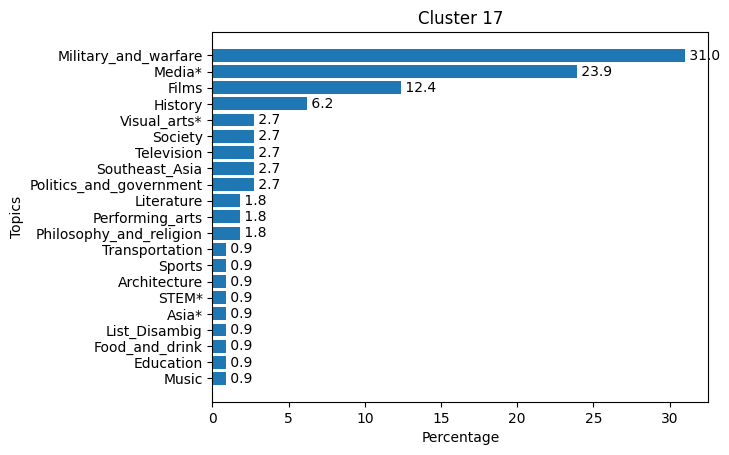 Cluster 17
Military_and_warfare 31.0
Media* 23.9
Films 12.4
History 6.2
Visual_arts* 2.7
Society 2.7
Television 2.7
Southeast_Asia 2.7
Politics_and_government 2.7
Literature 1.8
Performing_arts 1.8
Philosophy_and_religion 1.8
Transportation 0.9
Sports 0.9
Architecture 0.9
STEM* 0.9
Asia* 0.9
List_Disambig 0.9
Food_and_drink 0.9
Education 0.9
Music 0.9
Topics
0 5 10 15 20 25 30
Percentage